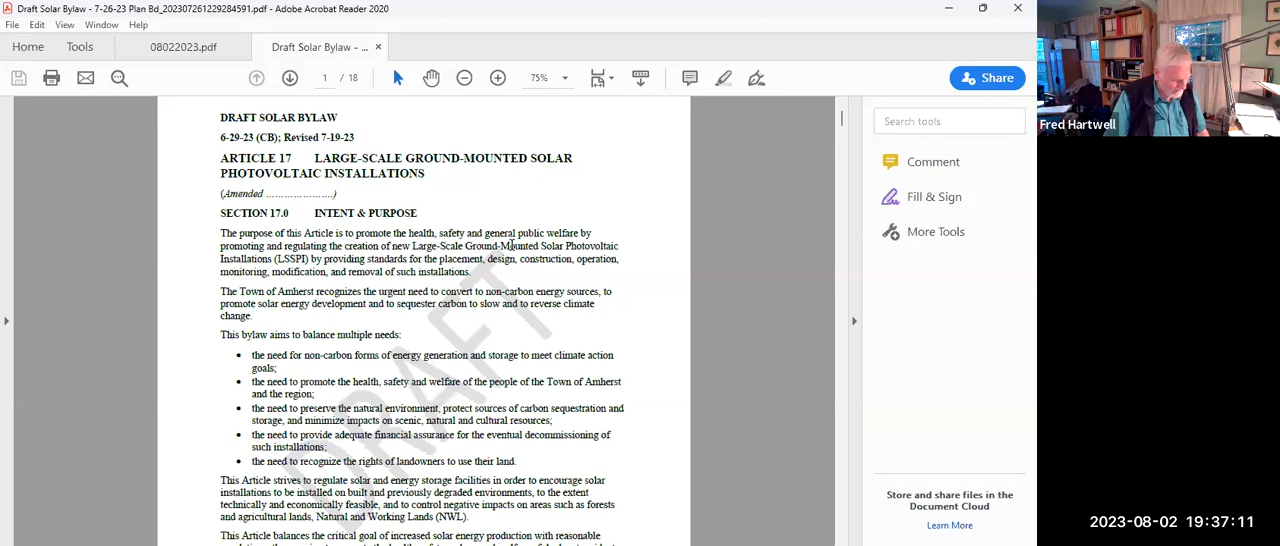 Draft Solar Bylaw - 7-26-23 Plan Bd_202307261229284591.pdf - Adobe Acrobat Reader 2020
File Edit View Window Help
Home Tools 08022023.pdf Draft Solar Bylaw - ... ×
1 / 18 75% Share
DRAFT SOLAR BYLAW
6-29-23 (CB); Revised 7-19-23
ARTICLE 17 LARGE-SCALE GROUND-MOUNTED SOLAR
PHOTOVOLTAIC INSTALLATIONS
(Amended ......................)
SECTION 17.0 INTENT & PURPOSE
The purpose of this Article is to promote the health, safety and general public welfare by
promoting and regulating the creation of new Large-Scale Ground-Mounted Solar Photovoltaic
Installations (LSSPI) by providing standards for the placement, design, construction, operation,
monitoring, modification, and removal of such installations.
The Town of Amherst recognizes the urgent need to convert to non-carbon energy sources, to
promote solar energy development and to sequester carbon to slow and to reverse climate
change.
This bylaw aims to balance multiple needs:
• the need for non-carbon forms of energy generation and storage to meet climate action
goals;
• the need to promote the health, safety and welfare of the people of the Town of Amherst
and the region;
• the need to preserve the natural environment, protect sources of carbon sequestration and
storage, and minimize impacts on scenic, natural and cultural resources;
• the need to provide adequate financial assurance for the eventual decommissioning of
such installations;
• the need to recognize the rights of landowners to use their land.
This Article strives to regulate solar and energy storage facilities in order to encourage solar
installations to be installed on built and previously degraded environments, to the extent
technically and economically feasible, and to control negative impacts on areas such as forests
and agricultural lands, Natural and Working Lands (NWL).
This Article balances the critical goal of increased solar energy production with reasonable
DRAFT
Search tools
Comment
Fill & Sign
More Tools
Store and share files in the
Document Cloud
Learn More
Fred Hartwell
2023-08-02 19:37:11